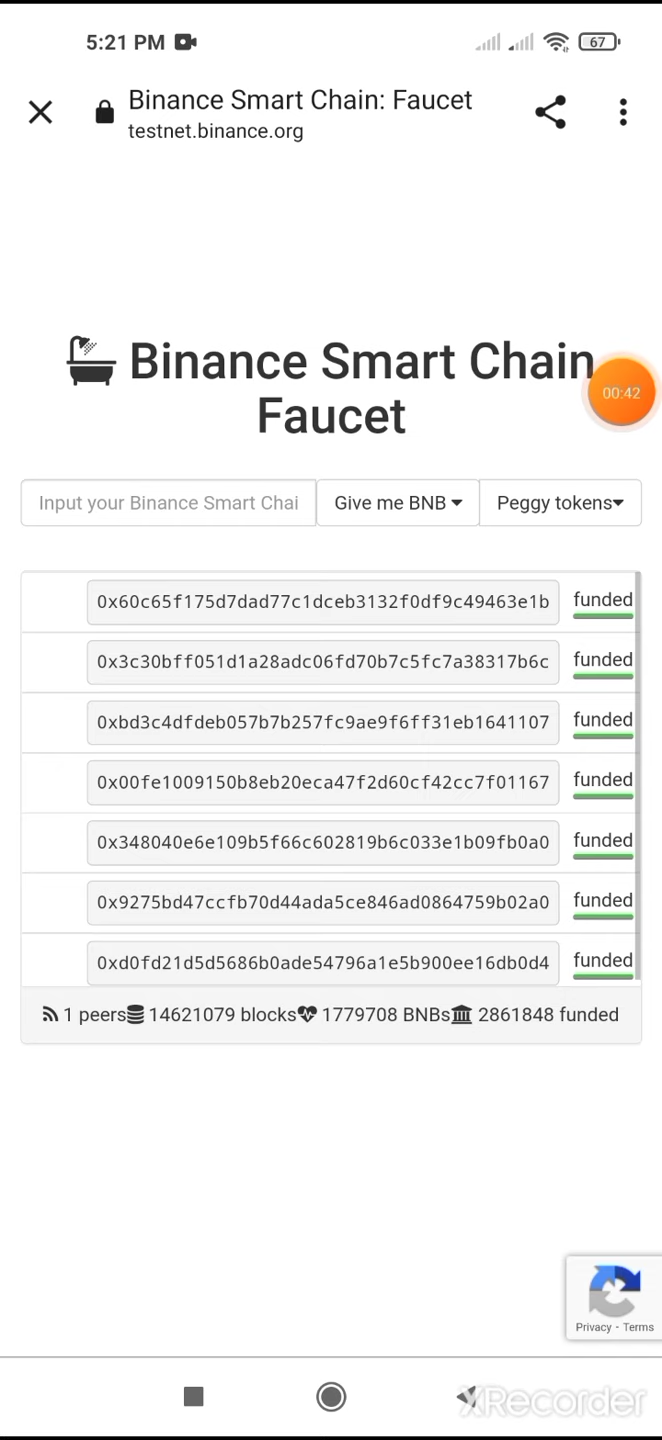 5:21 PM
67
Binance Smart Chain: Faucet
testnet.binance.org
Binance Smart Chain
Faucet
00:42
Input your Binance Smart Chai
Give me BNB
Peggy tokens
0x60c65f175d7dad77c1dceb3132f0df9c49463e1b funded
0x3c30bff051d1a28adc06fd70b7c5fc7a38317b6c funded
0xbd3c4dfdeb057b7b257fc9ae9f6ff31eb1641107 funded
0x00fe1009150b8eb20eca47f2d60cf42cc7f01167 funded
0x348040e6e109b5f66c602819b6c033e1b09fb0a0 funded
0x9275bd47ccfb70d44ada5ce846ad0864759b02a0 funded
0xd0fd21d5d5686b0ade54796a1e5b900ee16db0d4 funded
1 peers 14621079 blocks 1779708 BNBs 2861848 funded
Privacy - Terms
XRecorder